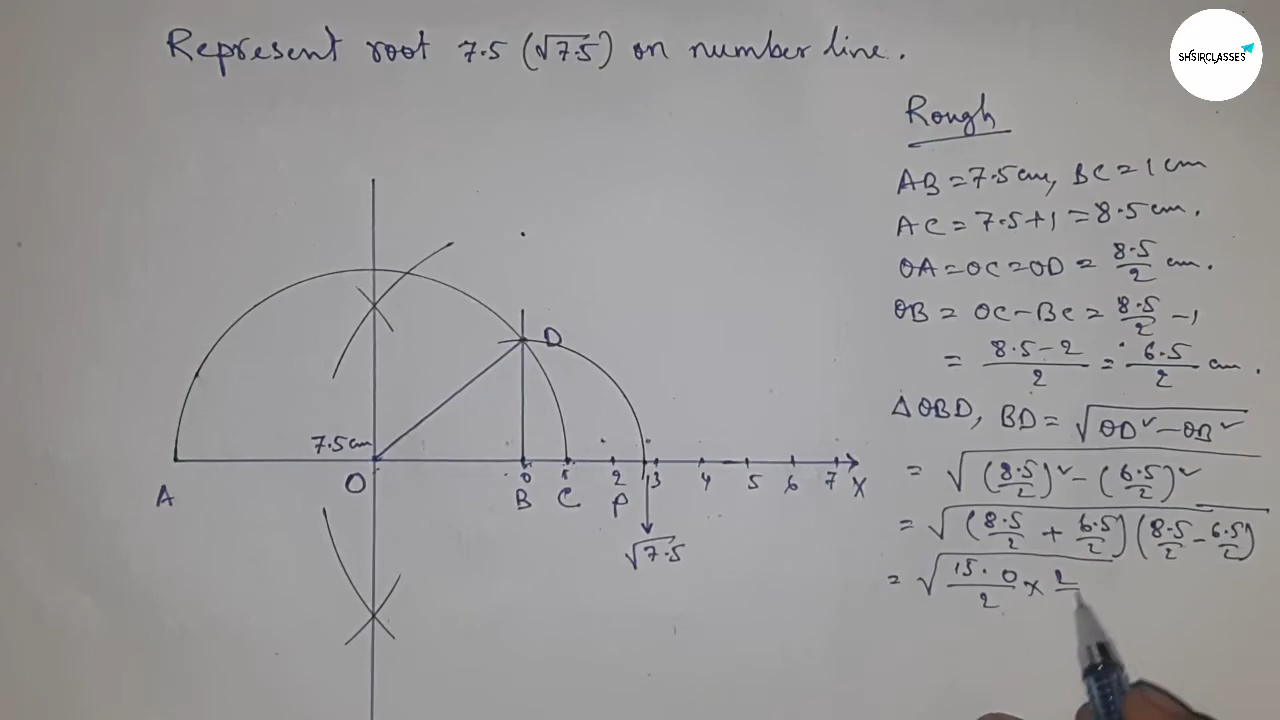 Represent root 7.5 (√7.5) on number line.
SHSIRCLASSES
Rough
AB = 7.5 cm, BC = 1 cm
AC = 7.5+1 = 8.5 cm.
OA = OC = OD = 8.5/2 cm.
OB = OC - BC = 8.5/2 - 1
= (8.5-2)/2 = 6.5/2 cm.
△OBD, BD = √(OD² - OB²)
= √((8.5/2)² - (6.5/2)²)
= √((8.5/2 + 6.5/2)(8.5/2 - 6.5/2))
= √(15.0/2 × 2/
D
7.5 cm
A O 0 1 2 3 4 5 6 7 X
B C P
√7.5